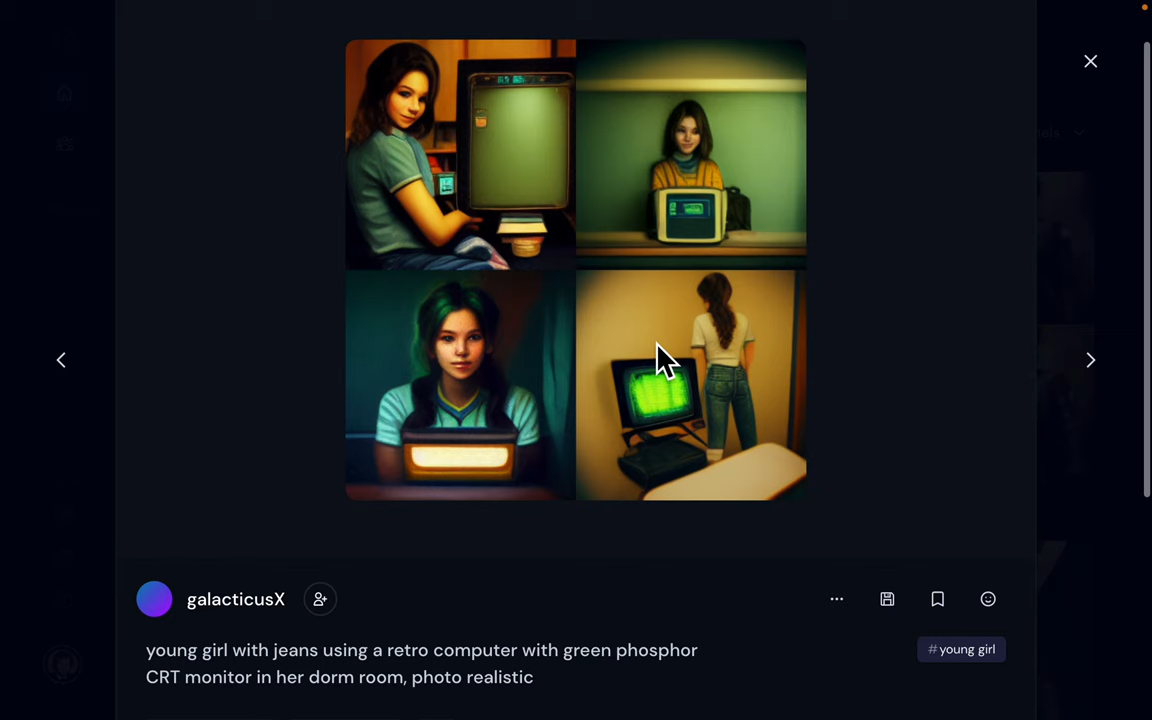 galacticusX
young girl with jeans using a retro computer with green phosphor
CRT monitor in her dorm room, photo realistic
#young girl